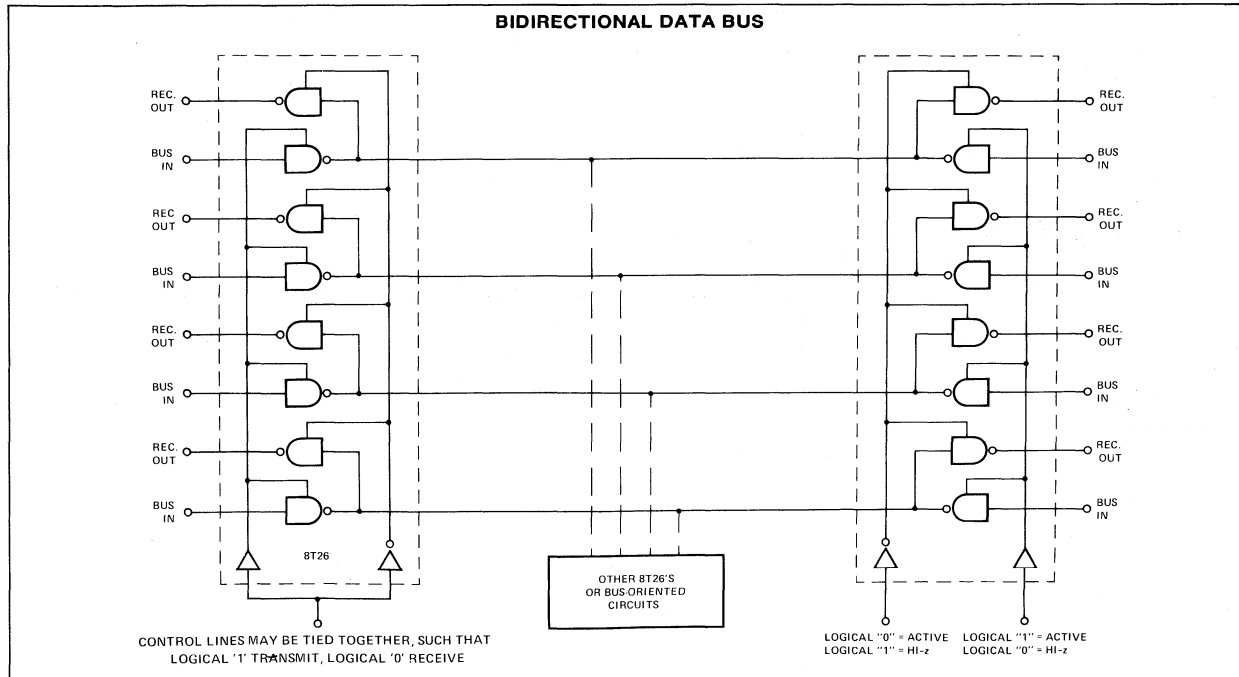 BIDIRECTIONAL DATA BUS
REC.
OUT
BUS
IN
REC
OUT
BUS
IN
REC.
OUT
BUS
IN
REC.
OUT
BUS
IN
8T26
CONTROL LINES MAY BE TIED TOGETHER, SUCH THAT
LOGICAL '1' TRANSMIT, LOGICAL '0' RECEIVE
OTHER 8T26'S
OR BUS-ORIENTED
CIRCUITS
REC.
OUT
BUS
IN
REC.
OUT
BUS
IN
REC.
OUT
BUS
IN
REC.
OUT
BUS
IN
LOGICAL "0" = ACTIVE
LOGICAL "1" = HI-z
LOGICAL "1" = ACTIVE
LOGICAL "0" = HI-z